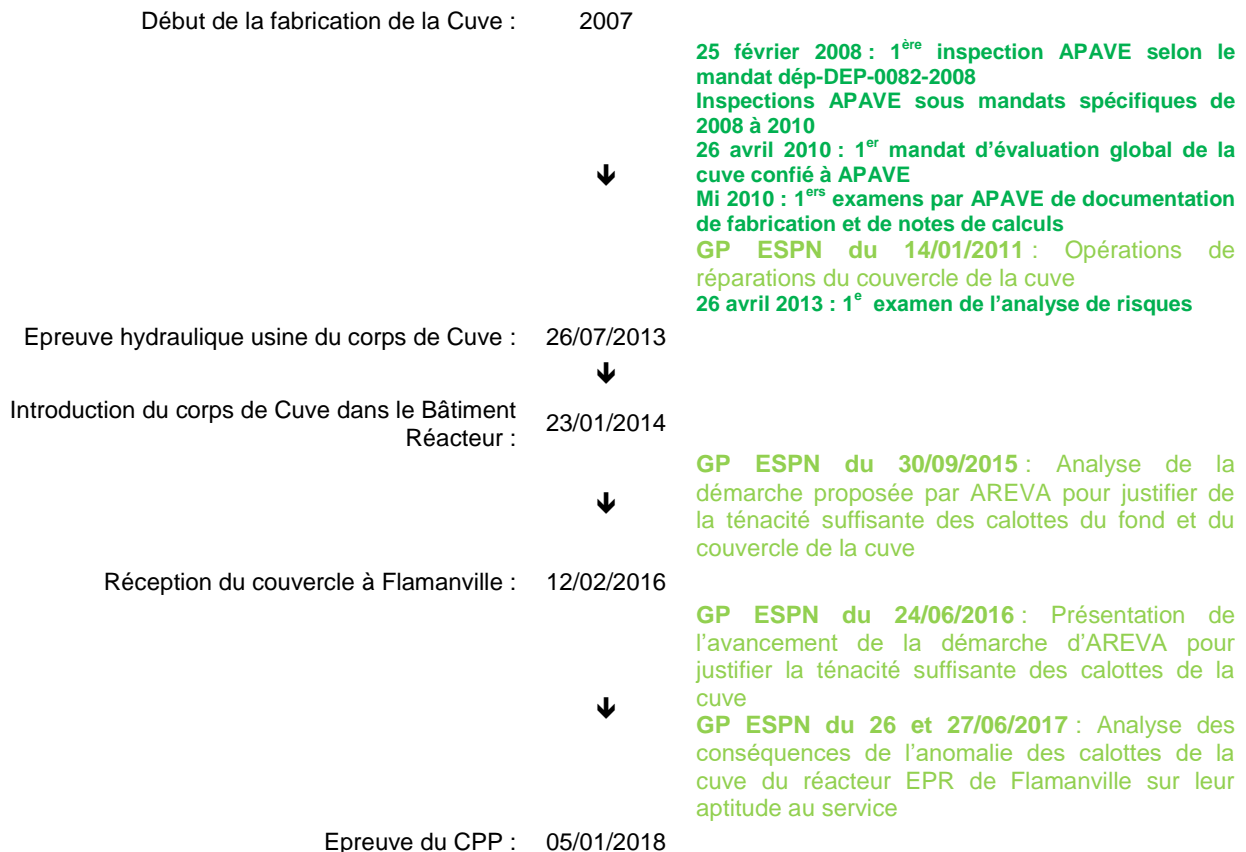 Début de la fabrication de la Cuve : 2007
25 février 2008 : 1ère inspection APAVE selon le
mandat dép-DEP-0082-2008
Inspections APAVE sous mandats spécifiques de
2008 à 2010
26 avril 2010 : 1er mandat d'évaluation global de la
cuve confié à APAVE
Mi 2010 : 1ers examens par APAVE de documentation
de fabrication et de notes de calculs
GP ESPN du 14/01/2011 : Opérations de
réparations du couvercle de la cuve
26 avril 2013 : 1e examen de l'analyse de risques
Epreuve hydraulique usine du corps de Cuve : 26/07/2013
Introduction du corps de Cuve dans le Bâtiment
Réacteur : 23/01/2014
GP ESPN du 30/09/2015 : Analyse de la
démarche proposée par AREVA pour justifier de
la ténacité suffisante des calottes du fond et du
couvercle de la cuve
Réception du couvercle à Flamanville : 12/02/2016
GP ESPN du 24/06/2016 : Présentation de
l'avancement de la démarche d'AREVA pour
justifier la ténacité suffisante des calottes de la
cuve
GP ESPN du 26 et 27/06/2017 : Analyse des
conséquences de l'anomalie des calottes de la
cuve du réacteur EPR de Flamanville sur leur
aptitude au service
Epreuve du CPP : 05/01/2018